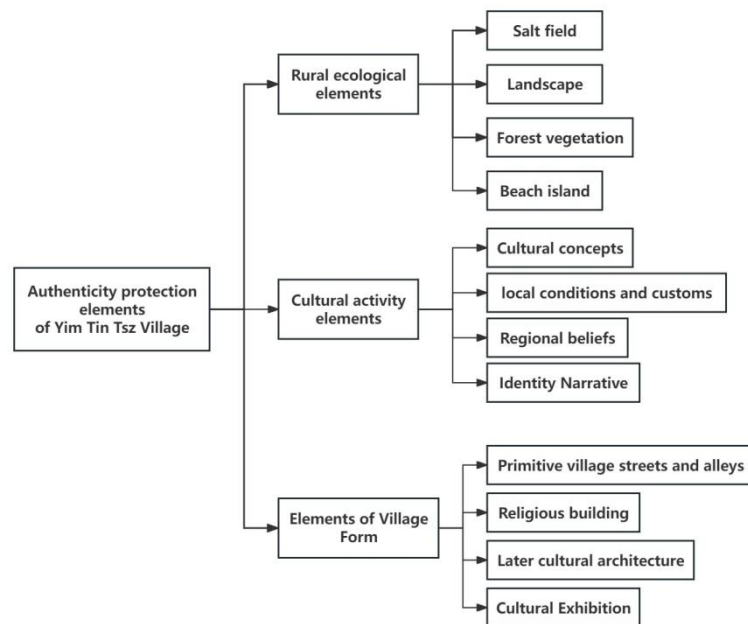 Authenticity protection
elements
of Yim Tin Tsz Village
Rural ecological
elements
Salt field
Landscape
Forest vegetation
Beach island
Cultural activity
elements
Cultural concepts
local conditions and customs
Regional beliefs
Identity Narrative
Elements of Village
Form
Primitive village streets and alleys
Religious building
Later cultural architecture
Cultural Exhibition